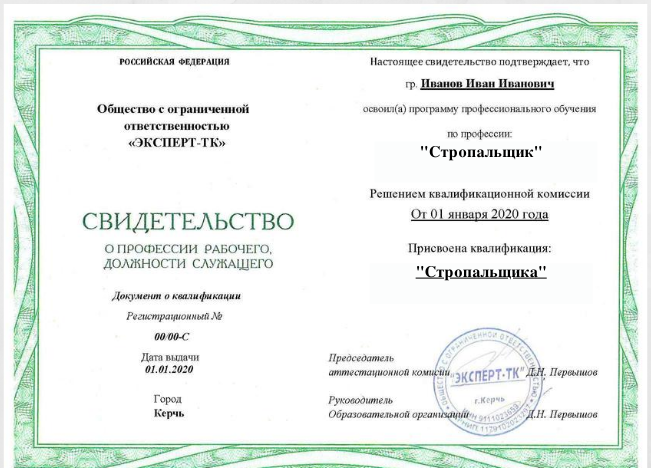 РОССИЙСКАЯ ФЕДЕРАЦИЯ
Общество с ограниченной
ответственностью
«ЭКСПЕРТ-ТК»
СВИДЕТЕЛЬСТВО
О ПРОФЕССИИ РАБОЧЕГО,
ДОЛЖНОСТИ СЛУЖАЩЕГО
Документ о квалификации
Регистрационный №
00/00-С
Дата выдачи
01.01.2020
Город
Керчь
Настоящее свидетельство подтверждает, что
гр. Иванов Иван Иванович
освоил(а) программу профессионального обучения
по профессии:
"Стропальщик"
Решением квалификационной комиссии
От 01 января 2020 года
Присвоена квалификация:
"Стропальщика"
Председатель
аттестационной комиссии Д.Н. Первышов
Руководитель
Образовательной организации Д.Н. Первышов
С ОГРАНИЧЕННОЙ ОТВЕТСТВЕННОСТЬЮ
"ЭКСПЕРТ-ТК"
г.Керчь